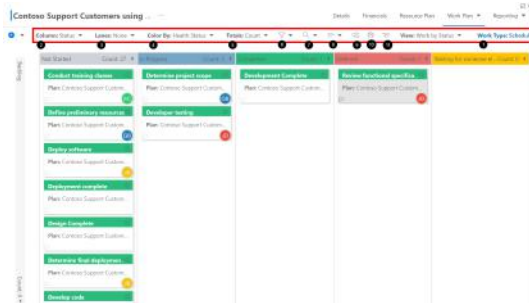 Contoso Support Customers using ...
Details Financials Resource Plan Work Plan Reporting
Columns: Status Lanes: None Color By: Health Status Totals: Count View: Work by Status Work Type: Schedul
Not Started Count: 27
In Progress
Conduct training classes
Plan: Contoso Support Custom...
Determine project scope
Plan: Contoso Support Custom...
Development Complete
Plan: Contoso Support Custom...
Review functional specifica...
Plan: Contoso Support Custom...
Define preliminary resources
Plan: Contoso Support Custom...
Developer testing
Plan: Contoso Support Custom...
Deploy software
Plan: Contoso Support Custom...
Deployment complete
Plan: Contoso Support Custom...
Design Complete
Plan: Contoso Support Custom...
Determine final deploymen...
Plan: Contoso Support Custom...
Develop code